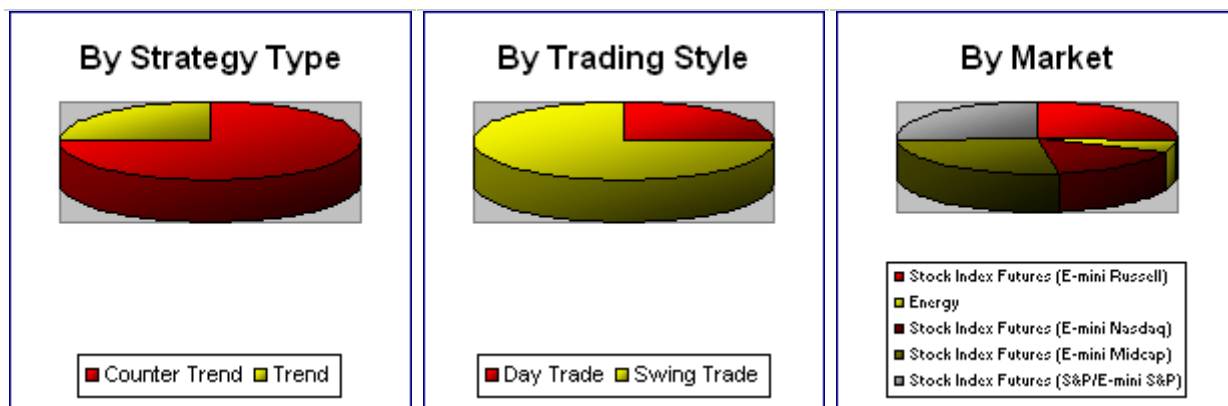 By Strategy Type
Counter Trend Trend
By Trading Style
Day Trade Swing Trade
By Market
Stock Index Futures (E-mini Russell)
Energy
Stock Index Futures (E-mini Nasdaq)
Stock Index Futures (E-mini Midcap)
Stock Index Futures (S&P/E-mini S&P)